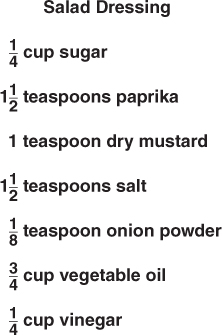 Salad Dressing
1/4 cup sugar
1 1/2 teaspoons paprika
1 teaspoon dry mustard
1 1/2 teaspoons salt
1/8 teaspoon onion powder
3/4 cup vegetable oil
1/4 cup vinegar